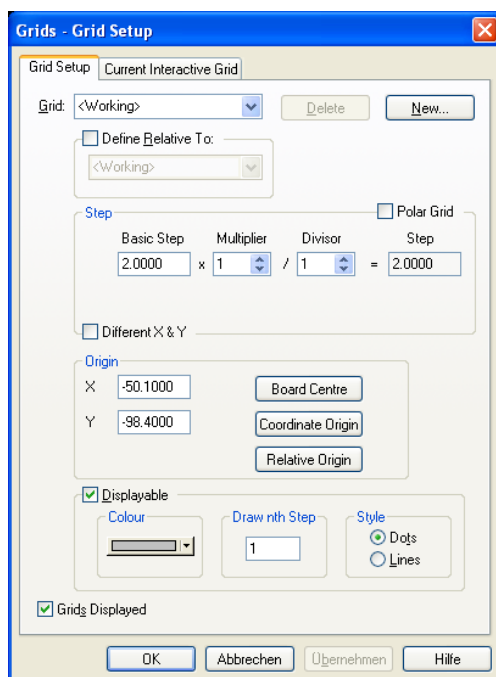 Grids - Grid Setup
Grid Setup Current Interactive Grid
Grid: <Working> Delete New...
Define Relative To:
<Working>
Step Polar Grid
Basic Step Multiplier Divisor Step
2.0000 x 1 / 1 = 2.0000
Different X & Y
Origin
X -50.1000 Board Centre
Y -98.4000 Coordinate Origin
Relative Origin
Displayable
Colour Draw nth Step Style
1 Dots
Lines
Grids Displayed
OK Abbrechen Übernehmen Hilfe